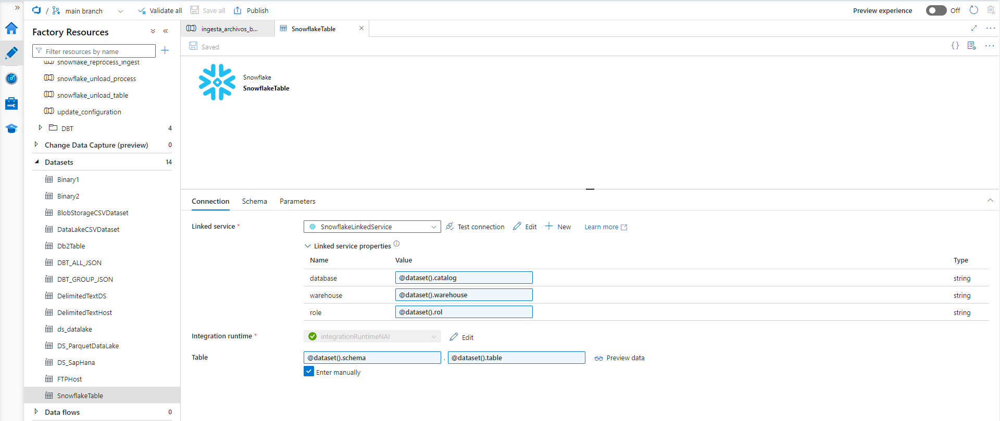 / main branch Validate all Save all Publish Preview experience Off
Factory Resources
ingesta_archivos_b... SnowflakeTable
Filter resources by name
Saved
snowflake_reprocess_ingest
snowflake_unload_process
snowflake_unload_table
update_configuration
DBT 4
Change Data Capture (preview) 0
Datasets 14
Binary1
Binary2
BlobStorageCSVDataset
DataLakeCSVDataset
Db2Table
DBT_ALL_JSON
DBT_GROUP_JSON
DelimitedTextDS
DelimitedTextHost
ds_datalake
DS_ParquetDataLake
DS_SapHana
FTPHost
SnowflakeTable
Data flows 0
Snowflake
SnowflakeTable
Connection Schema Parameters
Linked service * SnowflakeLinkedService Test connection Edit New Learn more
Linked service properties
Name Value Type
database @dataset().catalog string
warehouse @dataset().warehouse string
role @dataset().rol string
Integration runtime * integrationRuntimeNAI Edit
Table @dataset().schema . @dataset().table Preview data
Enter manually